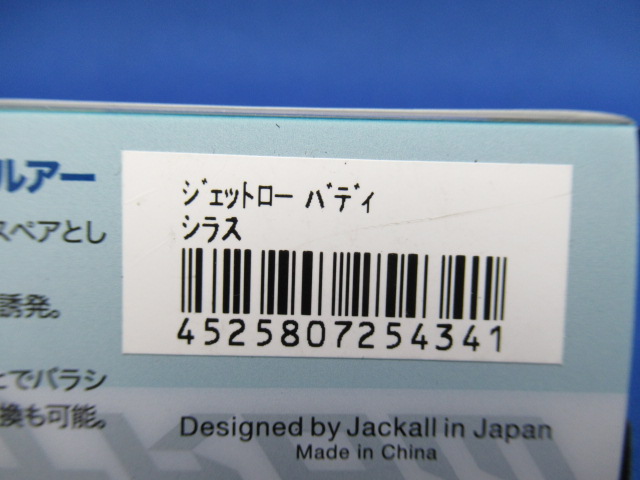 ルアー
スペアとし
誘発。
とでバラシ
換も可能。
ｼﾞｪｯﾄﾛｰ ﾊﾞﾃﾞｨ
ｼﾗｽ
4525807254341
Designed by Jackall in Japan
Made in China